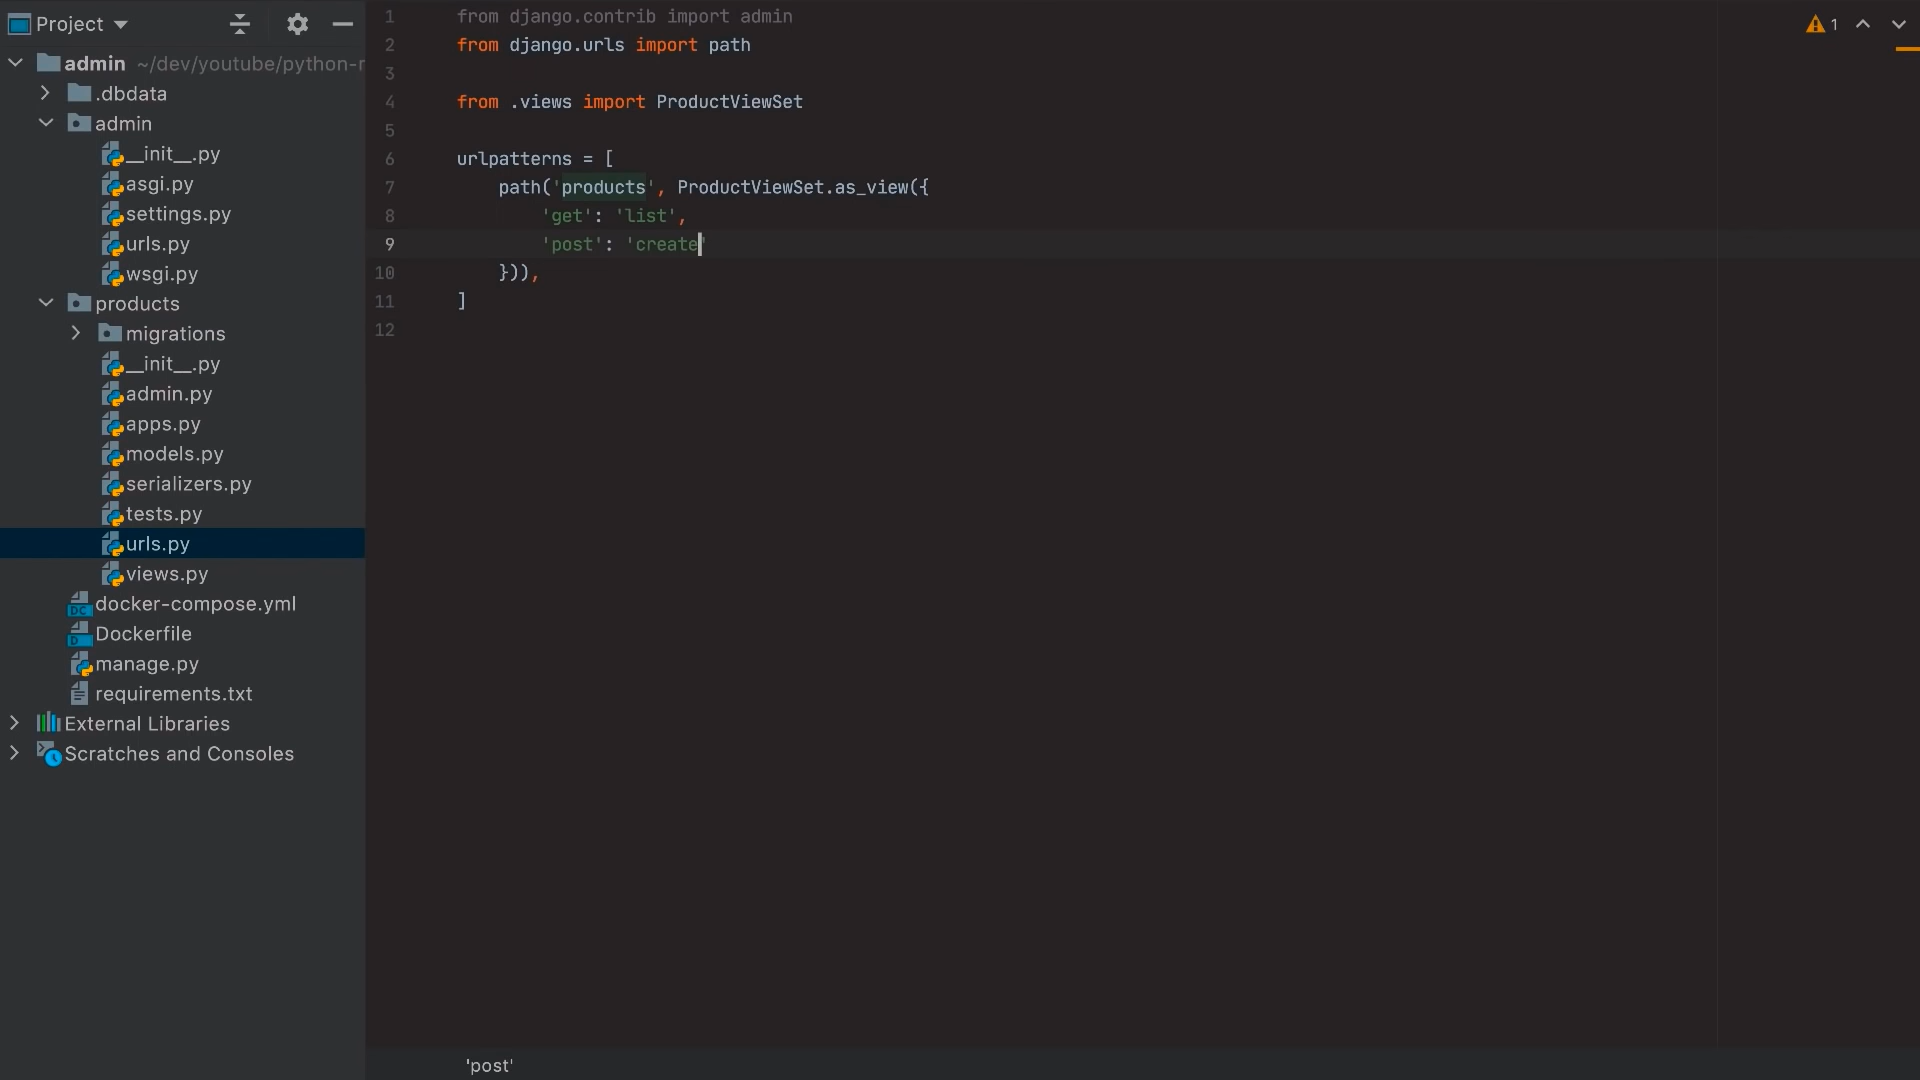 Project
admin ~/dev/youtube/python-r
.dbdata
admin
__init__.py
asgi.py
settings.py
urls.py
wsgi.py
products
migrations
__init__.py
admin.py
apps.py
models.py
serializers.py
tests.py
urls.py
views.py
DC docker-compose.yml
D Dockerfile
manage.py
requirements.txt
External Libraries
Scratches and Consoles
1 from django.contrib import admin
2 from django.urls import path
3
4 from .views import ProductViewSet
5
6 urlpatterns = [
7     path('products', ProductViewSet.as_view({
8         'get': 'list',
9         'post': 'create'
10     })),
11 ]
12
1
'post'